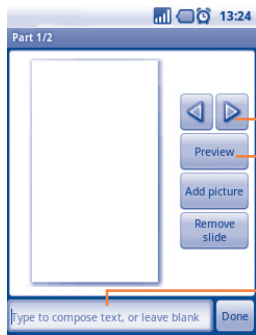 13:24
Part 1/2
Preview
Add picture
Remove
slide
Type to compose text, or leave blank
Done